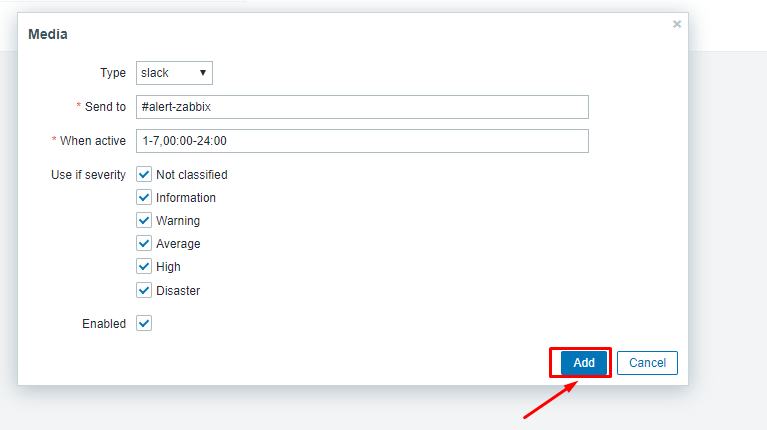 Media
Type slack
* Send to #alert-zabbix
* When active 1-7,00:00-24:00
Use if severity Not classified
Information
Warning
Average
High
Disaster
Enabled
Add Cancel